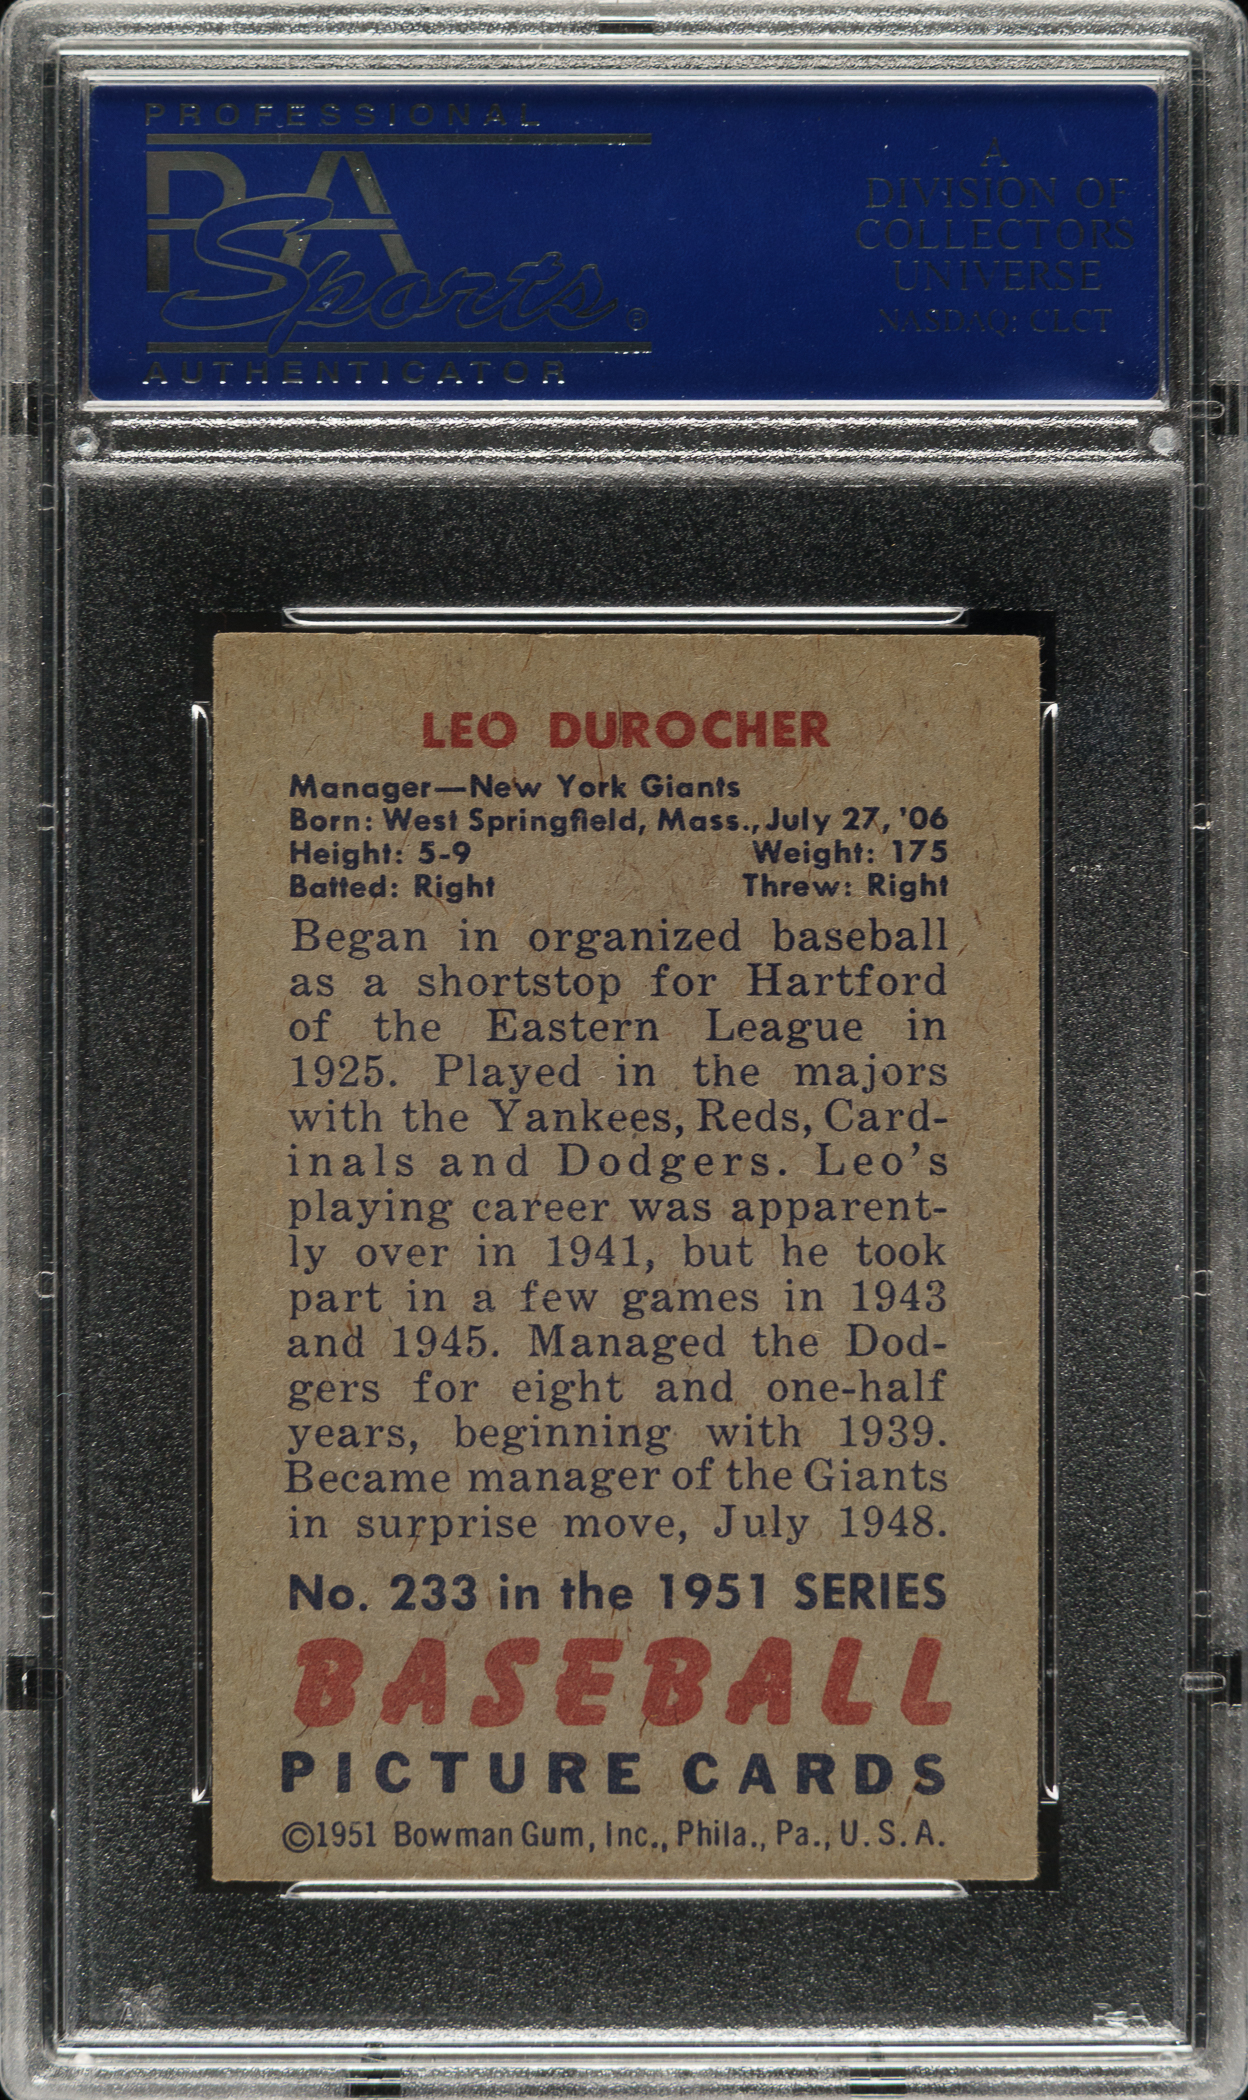 PROFESSIONAL
PSA
Sports®
AUTHENTICATOR
A
DIVISION OF
COLLECTORS
UNIVERSE
NASDAQ: CLCT
LEO DUROCHER
Manager—New York Giants
Born: West Springfield, Mass., July 27, '06
Height: 5-9 Weight: 175
Batted: Right Threw: Right
Began in organized baseball
as a shortstop for Hartford
of the Eastern League in
1925. Played in the majors
with the Yankees, Reds, Card-
inals and Dodgers. Leo's
playing career was apparent-
ly over in 1941, but he took
part in a few games in 1943
and 1945. Managed the Dod-
gers for eight and one-half
years, beginning with 1939.
Became manager of the Giants
in surprise move, July 1948.
No. 233 in the 1951 SERIES
BASEBALL
PICTURE CARDS
©1951 Bowman Gum, Inc., Phila., Pa., U.S.A.